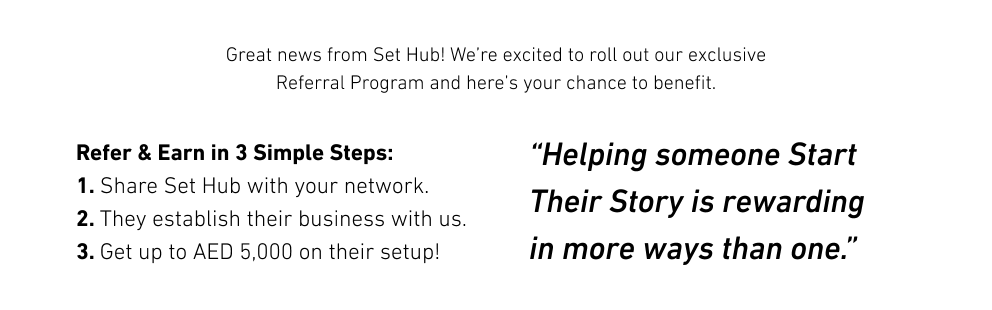 Great news from Set Hub! We’re excited to roll out our exclusive
Referral Program and here’s your chance to benefit.
Refer & Earn in 3 Simple Steps:
1. Share Set Hub with your network.
2. They establish their business with us.
3. Get up to AED 5,000 on their setup!
“Helping someone Start
Their Story is rewarding
in more ways than one.”